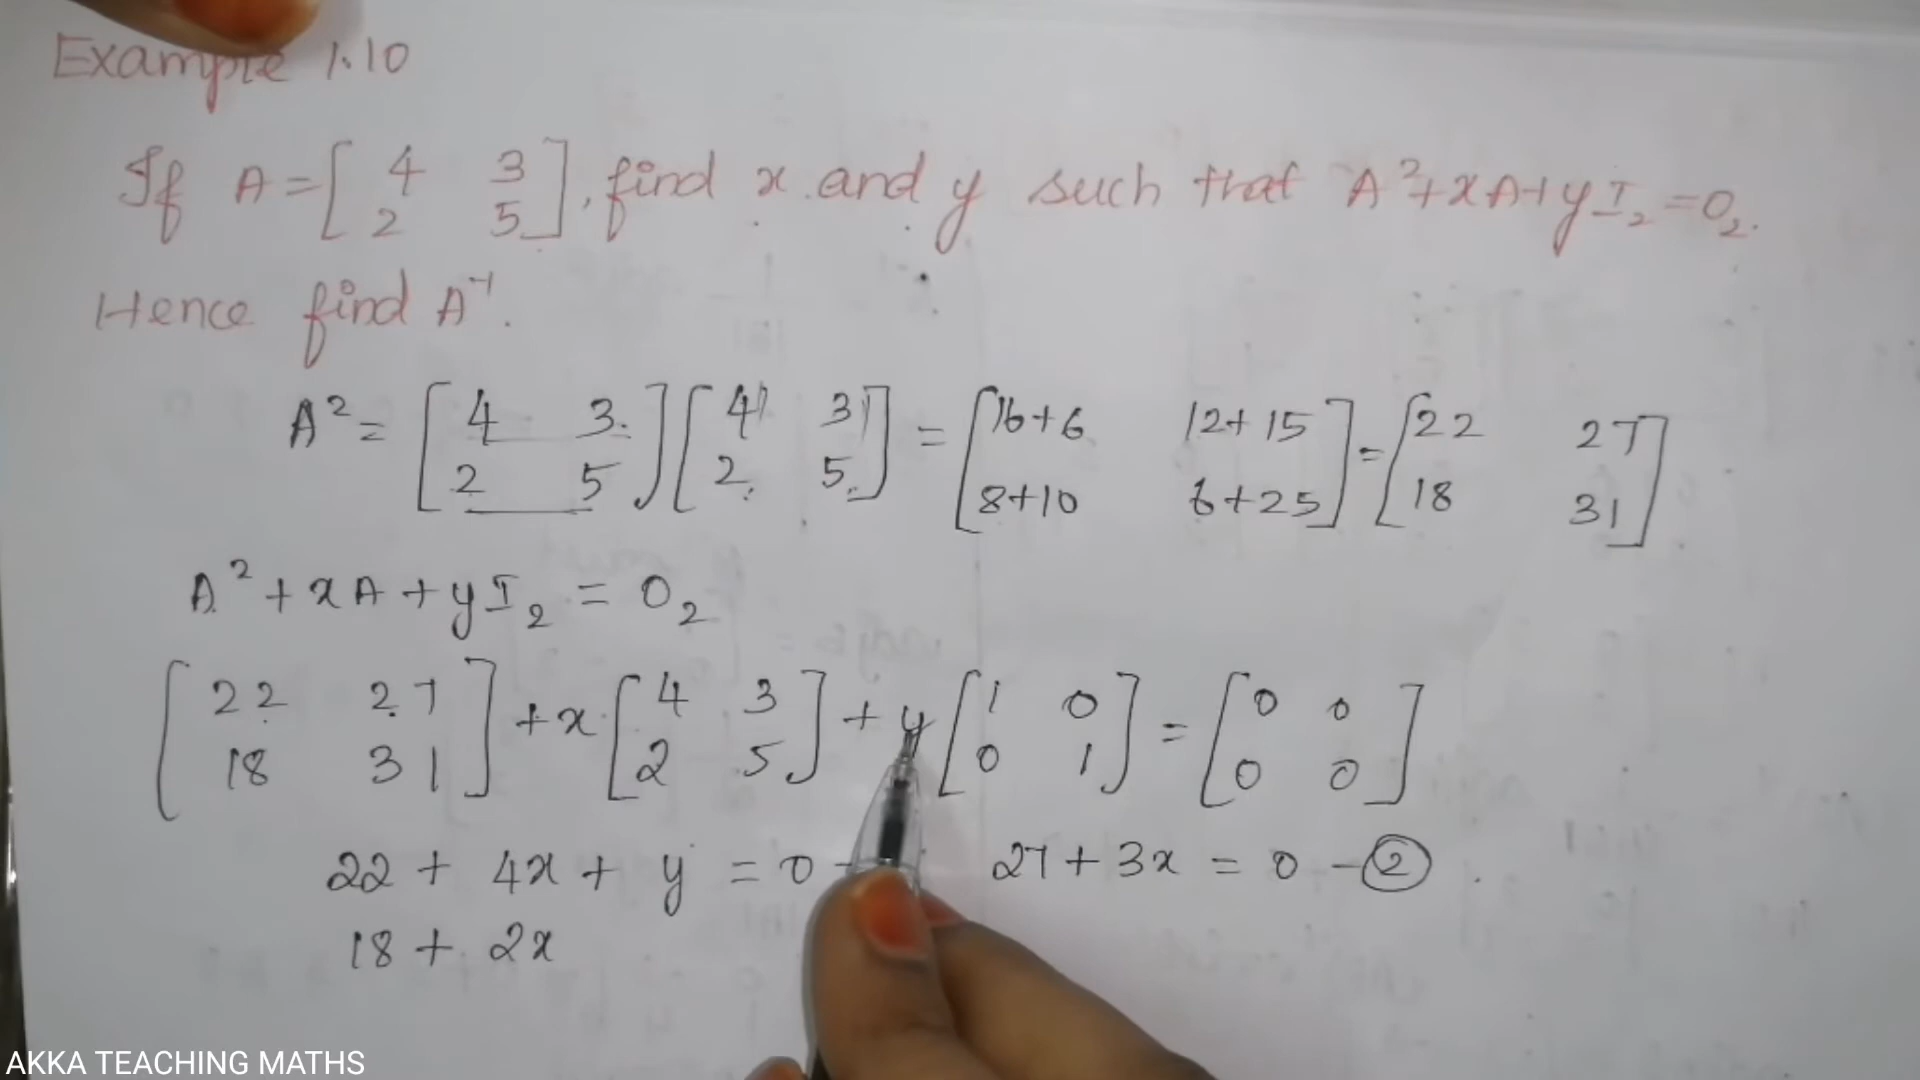 Example 1.10
If A = [ 4 3 ], find x and y such that A²+xA+yI₂=O₂.
2 5
Hence find A⁻¹.
A² = [ 4 3 ] [ 4 3 ] = [ 16+6 12+15 ] = [ 22 27 ]
2 5 2 5 8+10 6+25 18 31
A²+xA+yI₂ = O₂
[ 22 27 ] +x [ 4 3 ] + y [ 1 0 ] = [ 0 0 ]
18 31 2 5 0 1 0 0
22 + 4x + y = 0 - 27 + 3x = 0 - ②
18 + 2x
AKKA TEACHING MATHS